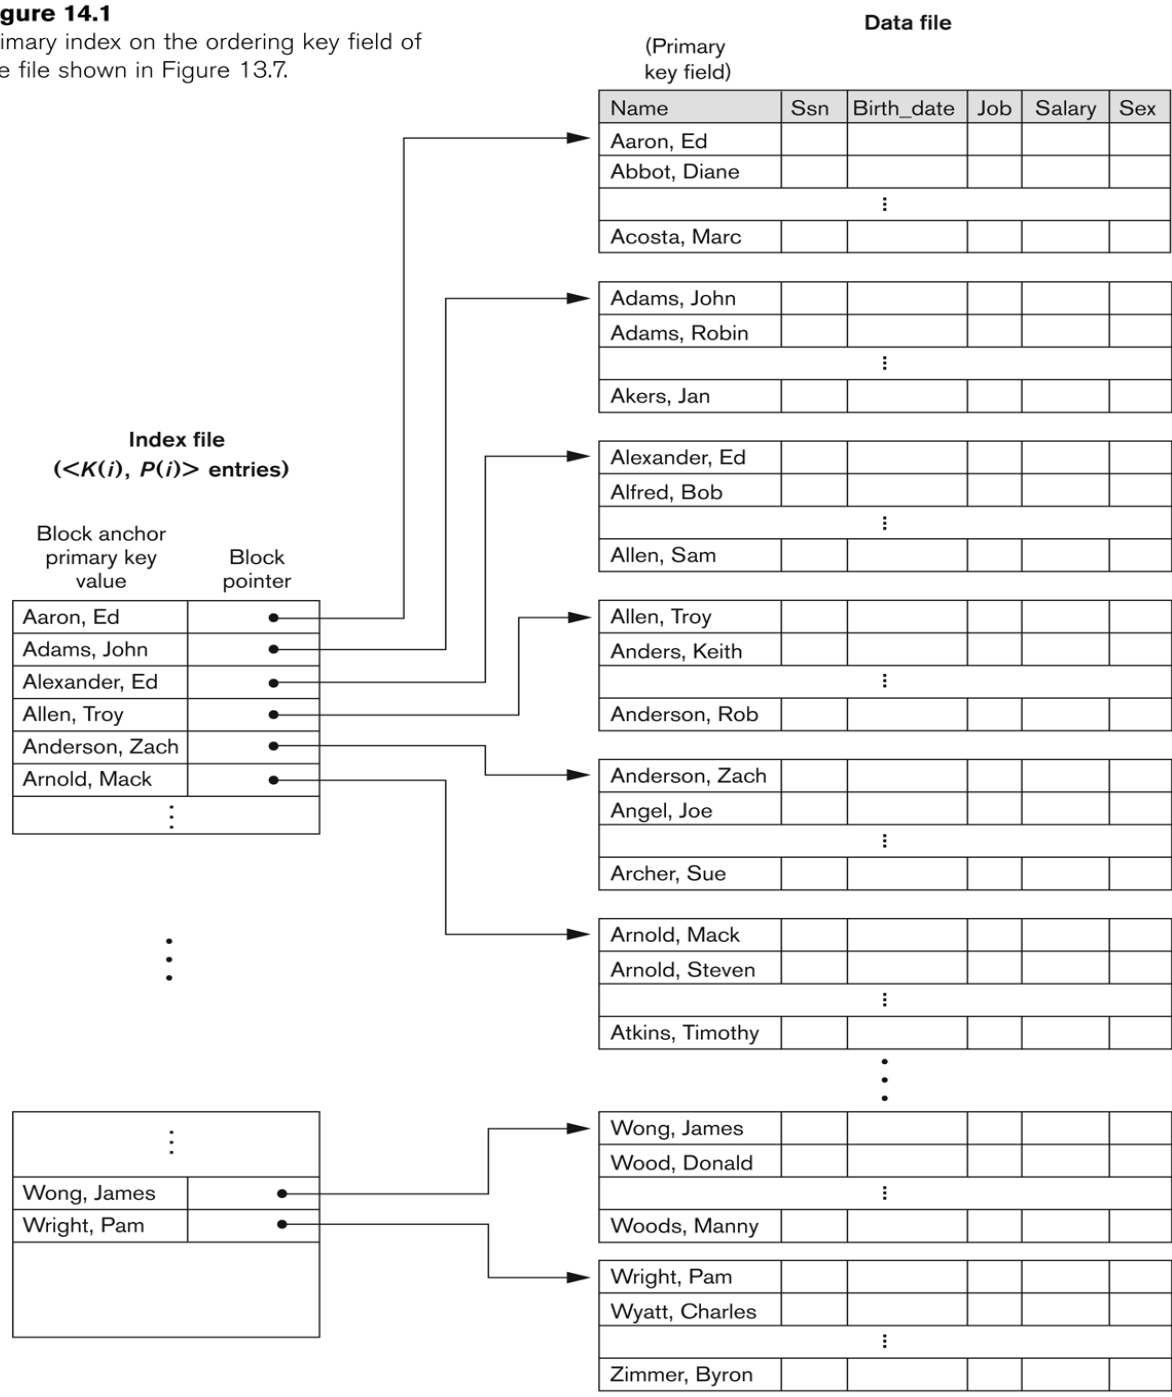 gure 14.1
imary index on the ordering key field of
e file shown in Figure 13.7.
Data file
(Primary
key field)
Name Ssn Birth_date Job Salary Sex
Aaron, Ed
Abbot, Diane
Acosta, Marc
Adams, John
Adams, Robin
Akers, Jan
Alexander, Ed
Alfred, Bob
Allen, Sam
Allen, Troy
Anders, Keith
Anderson, Rob
Anderson, Zach
Angel, Joe
Archer, Sue
Arnold, Mack
Arnold, Steven
Atkins, Timothy
Wong, James
Wood, Donald
Woods, Manny
Wright, Pam
Wyatt, Charles
Zimmer, Byron
Index file
(<K(i), P(i)> entries)
Block anchor
primary key
value
Block
pointer
Aaron, Ed
Adams, John
Alexander, Ed
Allen, Troy
Anderson, Zach
Arnold, Mack
Wong, James
Wright, Pam